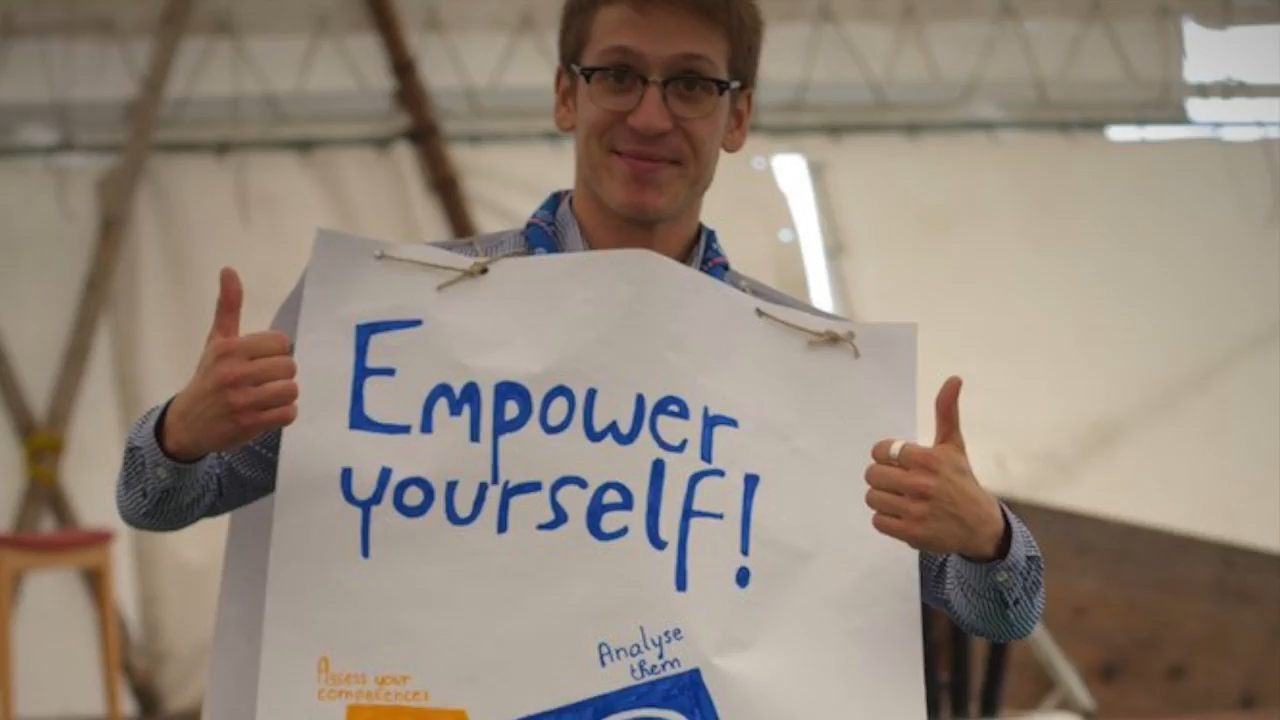 Empower
yourself!
Analyse
them
Assess your
competences